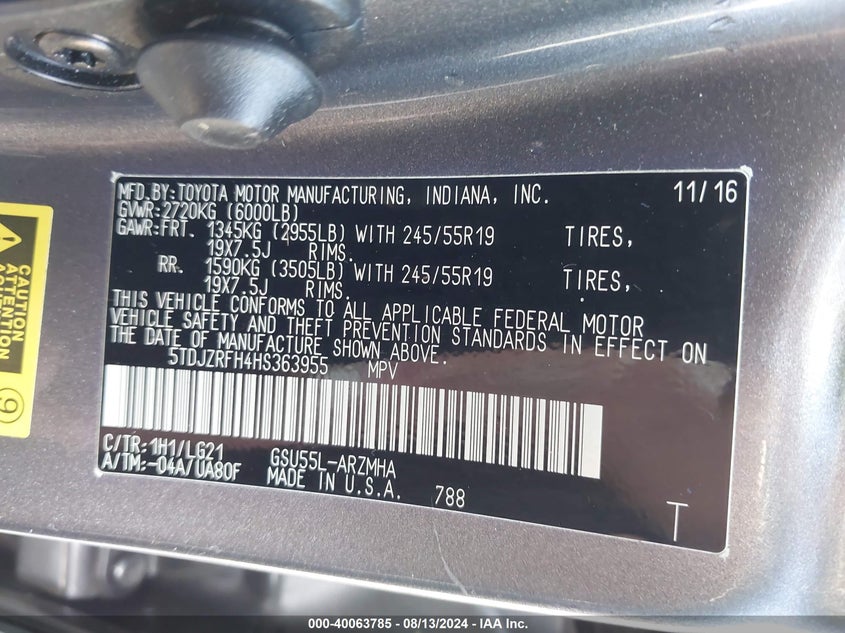 MFD.BY:TOYOTA MOTOR MANUFACTURING, INDIANA, INC. 11/16
GVWR:2720KG (6000LB)
GAWR:FRT. 1345KG (2955LB) WITH 245/55R19 TIRES,
19X7.5J RIMS.
RR. 1590KG (3505LB) WITH 245/55R19 TIRES,
19X7.5J RIMS.
THIS VEHICLE CONFORMS TO ALL APPLICABLE FEDERAL MOTOR
VEHICLE SAFETY AND THEFT PREVENTION STANDARDS IN EFFECT ON
THE DATE OF MANUFACTURE SHOWN ABOVE.
5TDJZRFH4HS363955 MPV
C/TR:1H1/LG21 GSU55L-ARZMHA
A/TM:-04A/UA80F MADE IN U.S.A. 788
T
CAUTION
ATTENTION
9
000-40063785 - 08/13/2024 - IAA Inc.